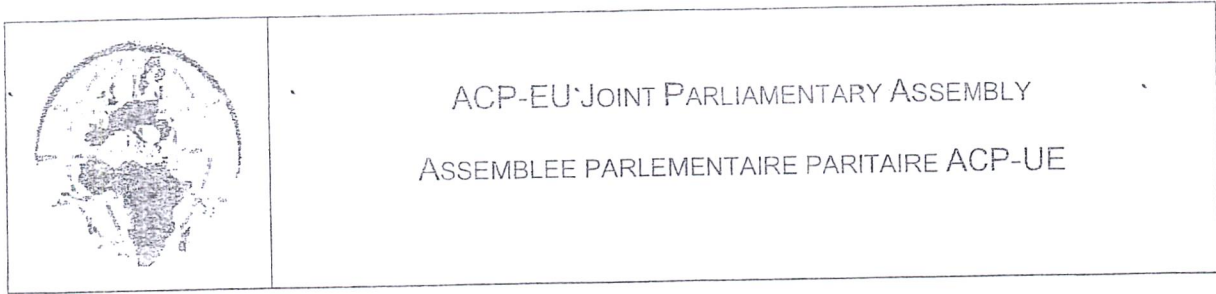 ACP-EU JOINT PARLIAMENTARY ASSEMBLY
ASSEMBLEE PARLEMENTAIRE PARITAIRE ACP-UE